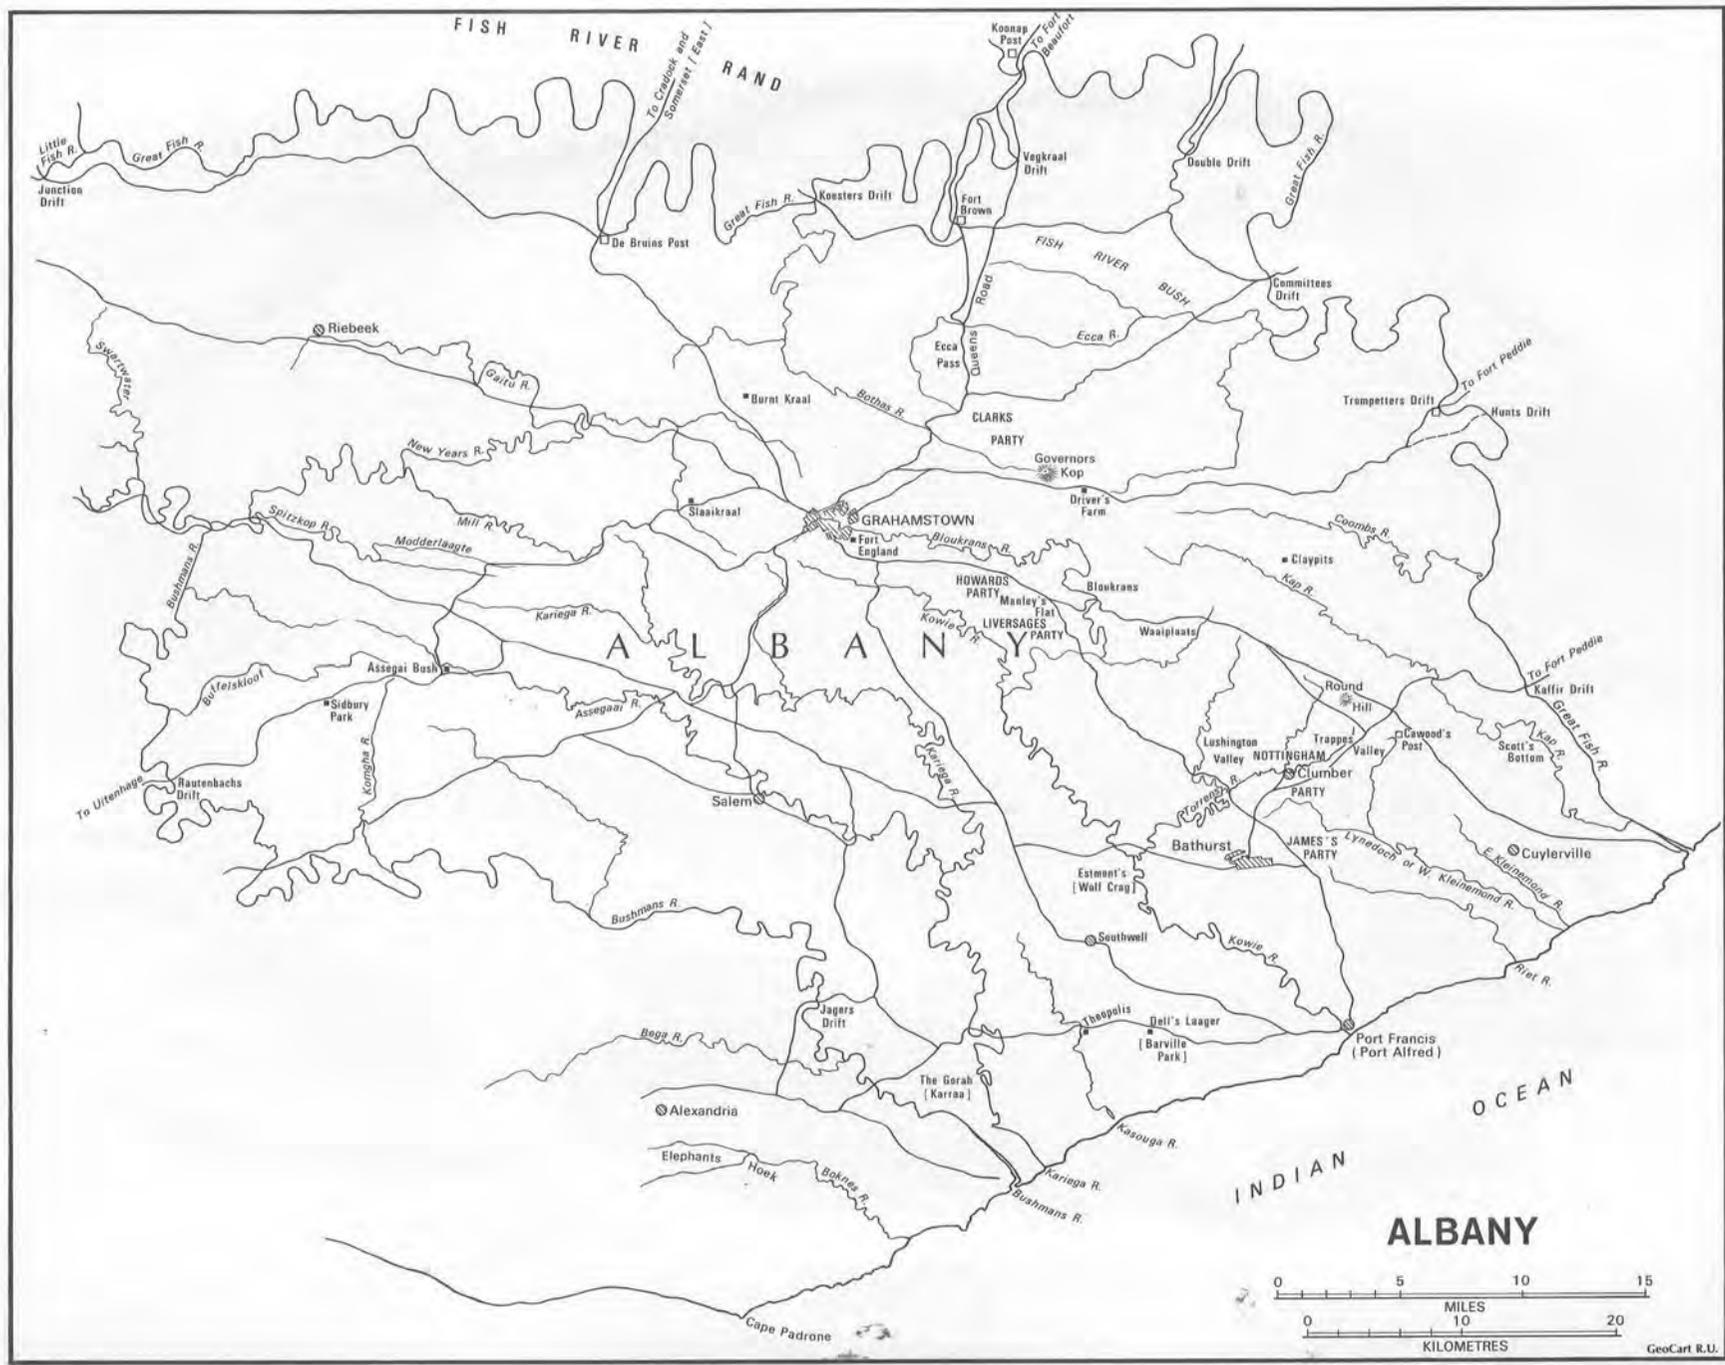 FISH RIVER RAND
To Cradock and
Somerset [ East ]
Koonap
Post
To Fort
Beaufort
Little
Fish R.
Great Fish R.
Junction
Drift
De Bruins Post
Great Fish R.
Koesters Drift
Fort
Brown
Vegkraal
Drift
Double Drift
Great Fish R.
FISH RIVER BUSH
Committees
Drift
Queens Road
Ecca R.
Ecca
Pass
Riebeek
Swartwater
Gaitu R.
Burnt Kraal
Bothas R.
CLARKS
PARTY
To Fort Peddie
Trompetters Drift
Hunts Drift
New Years R.
Governors
Kop
Driver's
Farm
Slaaikraal
Spitzkop R.
Mill R.
Modderlaagte
GRAHAMSTOWN
Fort
England
Bloukrans R.
Coombs R.
Claypits
Kap R.
Bushmans R.
Kariega R.
HOWARDS
PARTY
Manley's
Flat
Bloukrans
Kowie R.
LIVERSAGES
PARTY
Waaiplaats
ALBANY
Assegai Bush
Buffelskloof
Sidbury
Park
Assegaai R.
Komgha R.
To Fort Peddie
Kaffir Drift
Great Fish R.
Round
Hill
Trappes
Valley
Cawood's
Post
Kap R.
Scott's
Bottom
Lushington
Valley
NOTTINGHAM
Clumber
PARTY
Torrens R.
To Uitenhage
Rautenbachs
Drift
Salem
Kariega R.
Bathurst
JAMES'S
PARTY
Lynedoch or W. Kleinemond R.
E. Kleinemond R.
Cuylerville
Estment's
[ Wolf Crag ]
Bushmans R.
Southwell
Kowie R.
Riet R.
Jagers
Drift
Bega R.
Theopolis
Dell's Laager
[ Barville
Park ]
Port Francis
( Port Alfred )
The Gorah
[ Karraa ]
Alexandria
Elephants Hoek
Boknes R.
Kasouga R.
Kariega R.
Bushmans R.
INDIAN OCEAN
Cape Padrone
ALBANY
0 5 10 15
MILES
0 10 20
KILOMETRES
GeoCart R.U.